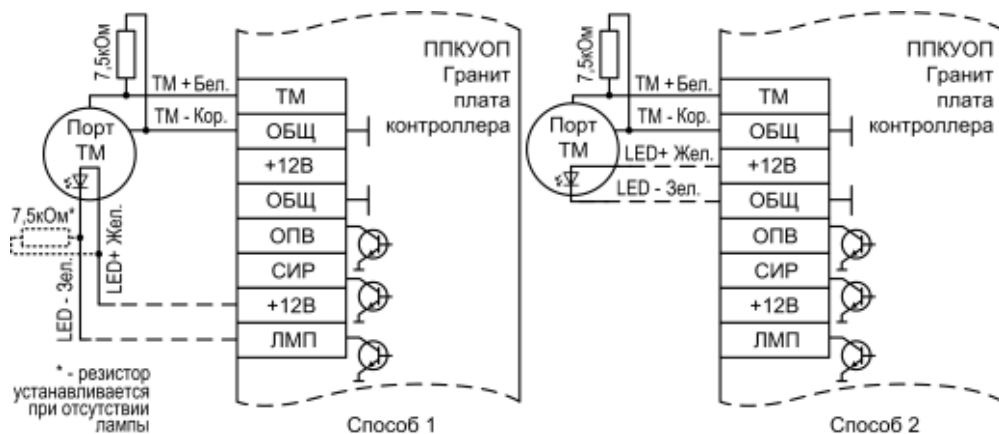 7,5кОм
ТМ +Бел.
ТМ - Кор.
Порт
ТМ
7,5кОм*
LED - Зел.
LED+ Жел.
* - резистор
устанавливается
при отсутствии
лампы
ППКУОП
Гранит
плата
контроллера
ТМ
ОБЩ
+12В
ОБЩ
ОПВ
СИР
+12В
ЛМП
Способ 1
7,5кОм
ТМ +Бел.
ТМ - Кор.
Порт
ТМ
LED+ Жел.
LED - Зел.
ППКУОП
Гранит
плата
контроллера
ТМ
ОБЩ
+12В
ОБЩ
ОПВ
СИР
+12В
ЛМП
Способ 2